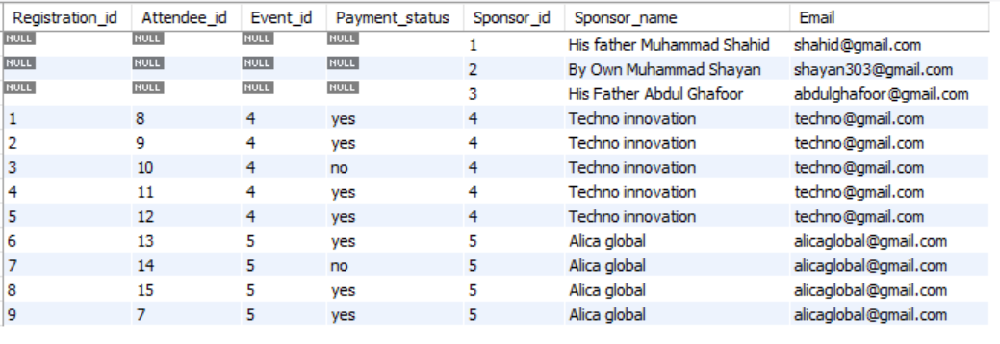 Registration_id Attendee_id Event_id Payment_status Sponsor_id Sponsor_name Email
NULL NULL NULL NULL 1 His father Muhammad Shahid shahid@gmail.com
NULL NULL NULL NULL 2 By Own Muhammad Shayan shayan303@gmail.com
NULL NULL NULL NULL 3 His Father Abdul Ghafoor abdulghafoor@gmail.com
1 8 4 yes 4 Techno innovation techno@gmail.com
2 9 4 yes 4 Techno innovation techno@gmail.com
3 10 4 no 4 Techno innovation techno@gmail.com
4 11 4 yes 4 Techno innovation techno@gmail.com
5 12 4 yes 4 Techno innovation techno@gmail.com
6 13 5 yes 5 Alica global alicaglobal@gmail.com
7 14 5 no 5 Alica global alicaglobal@gmail.com
8 15 5 yes 5 Alica global alicaglobal@gmail.com
9 7 5 yes 5 Alica global alicaglobal@gmail.com